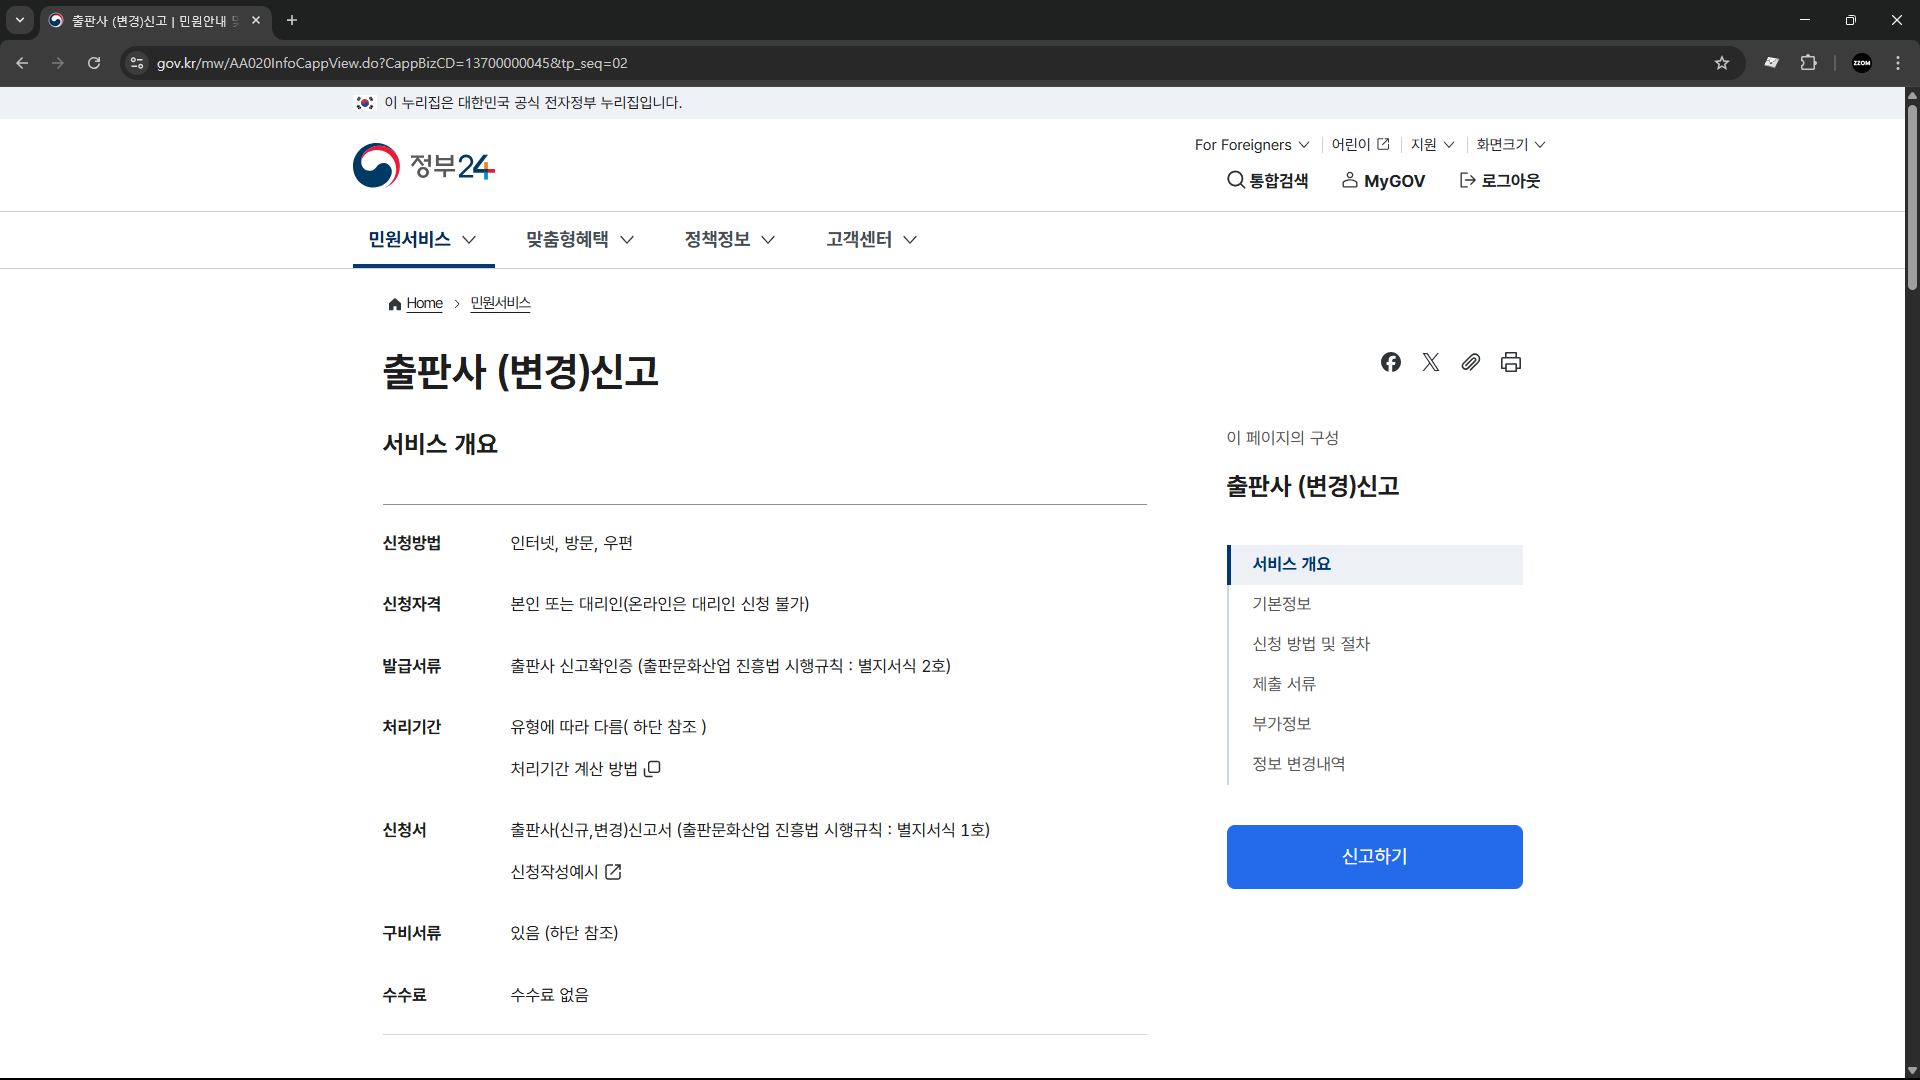 출판사 (변경)신고 | 민원안내 및
gov.kr/mw/AA020InfoCappView.do?CappBizCD=13700000045&tp_seq=02
ZZOM
이 누리집은 대한민국 공식 전자정부 누리집입니다.
For Foreigners
어린이
지원
화면크기
정부24
통합검색
MyGOV
로그아웃
민원서비스
맞춤형혜택
정책정보
고객센터
Home
민원서비스
출판사 (변경)신고
서비스 개요
신청방법
인터넷, 방문, 우편
신청자격
본인 또는 대리인(온라인은 대리인 신청 불가)
발급서류
출판사 신고확인증 (출판문화산업 진흥법 시행규칙 : 별지서식 2호)
처리기간
유형에 따라 다름( 하단 참조 )
처리기간 계산 방법
신청서
출판사(신규,변경)신고서 (출판문화산업 진흥법 시행규칙 : 별지서식 1호)
신청작성예시
구비서류
있음 (하단 참조)
수수료
수수료 없음
이 페이지의 구성
출판사 (변경)신고
서비스 개요
기본정보
신청 방법 및 절차
제출 서류
부가정보
정보 변경내역
신고하기